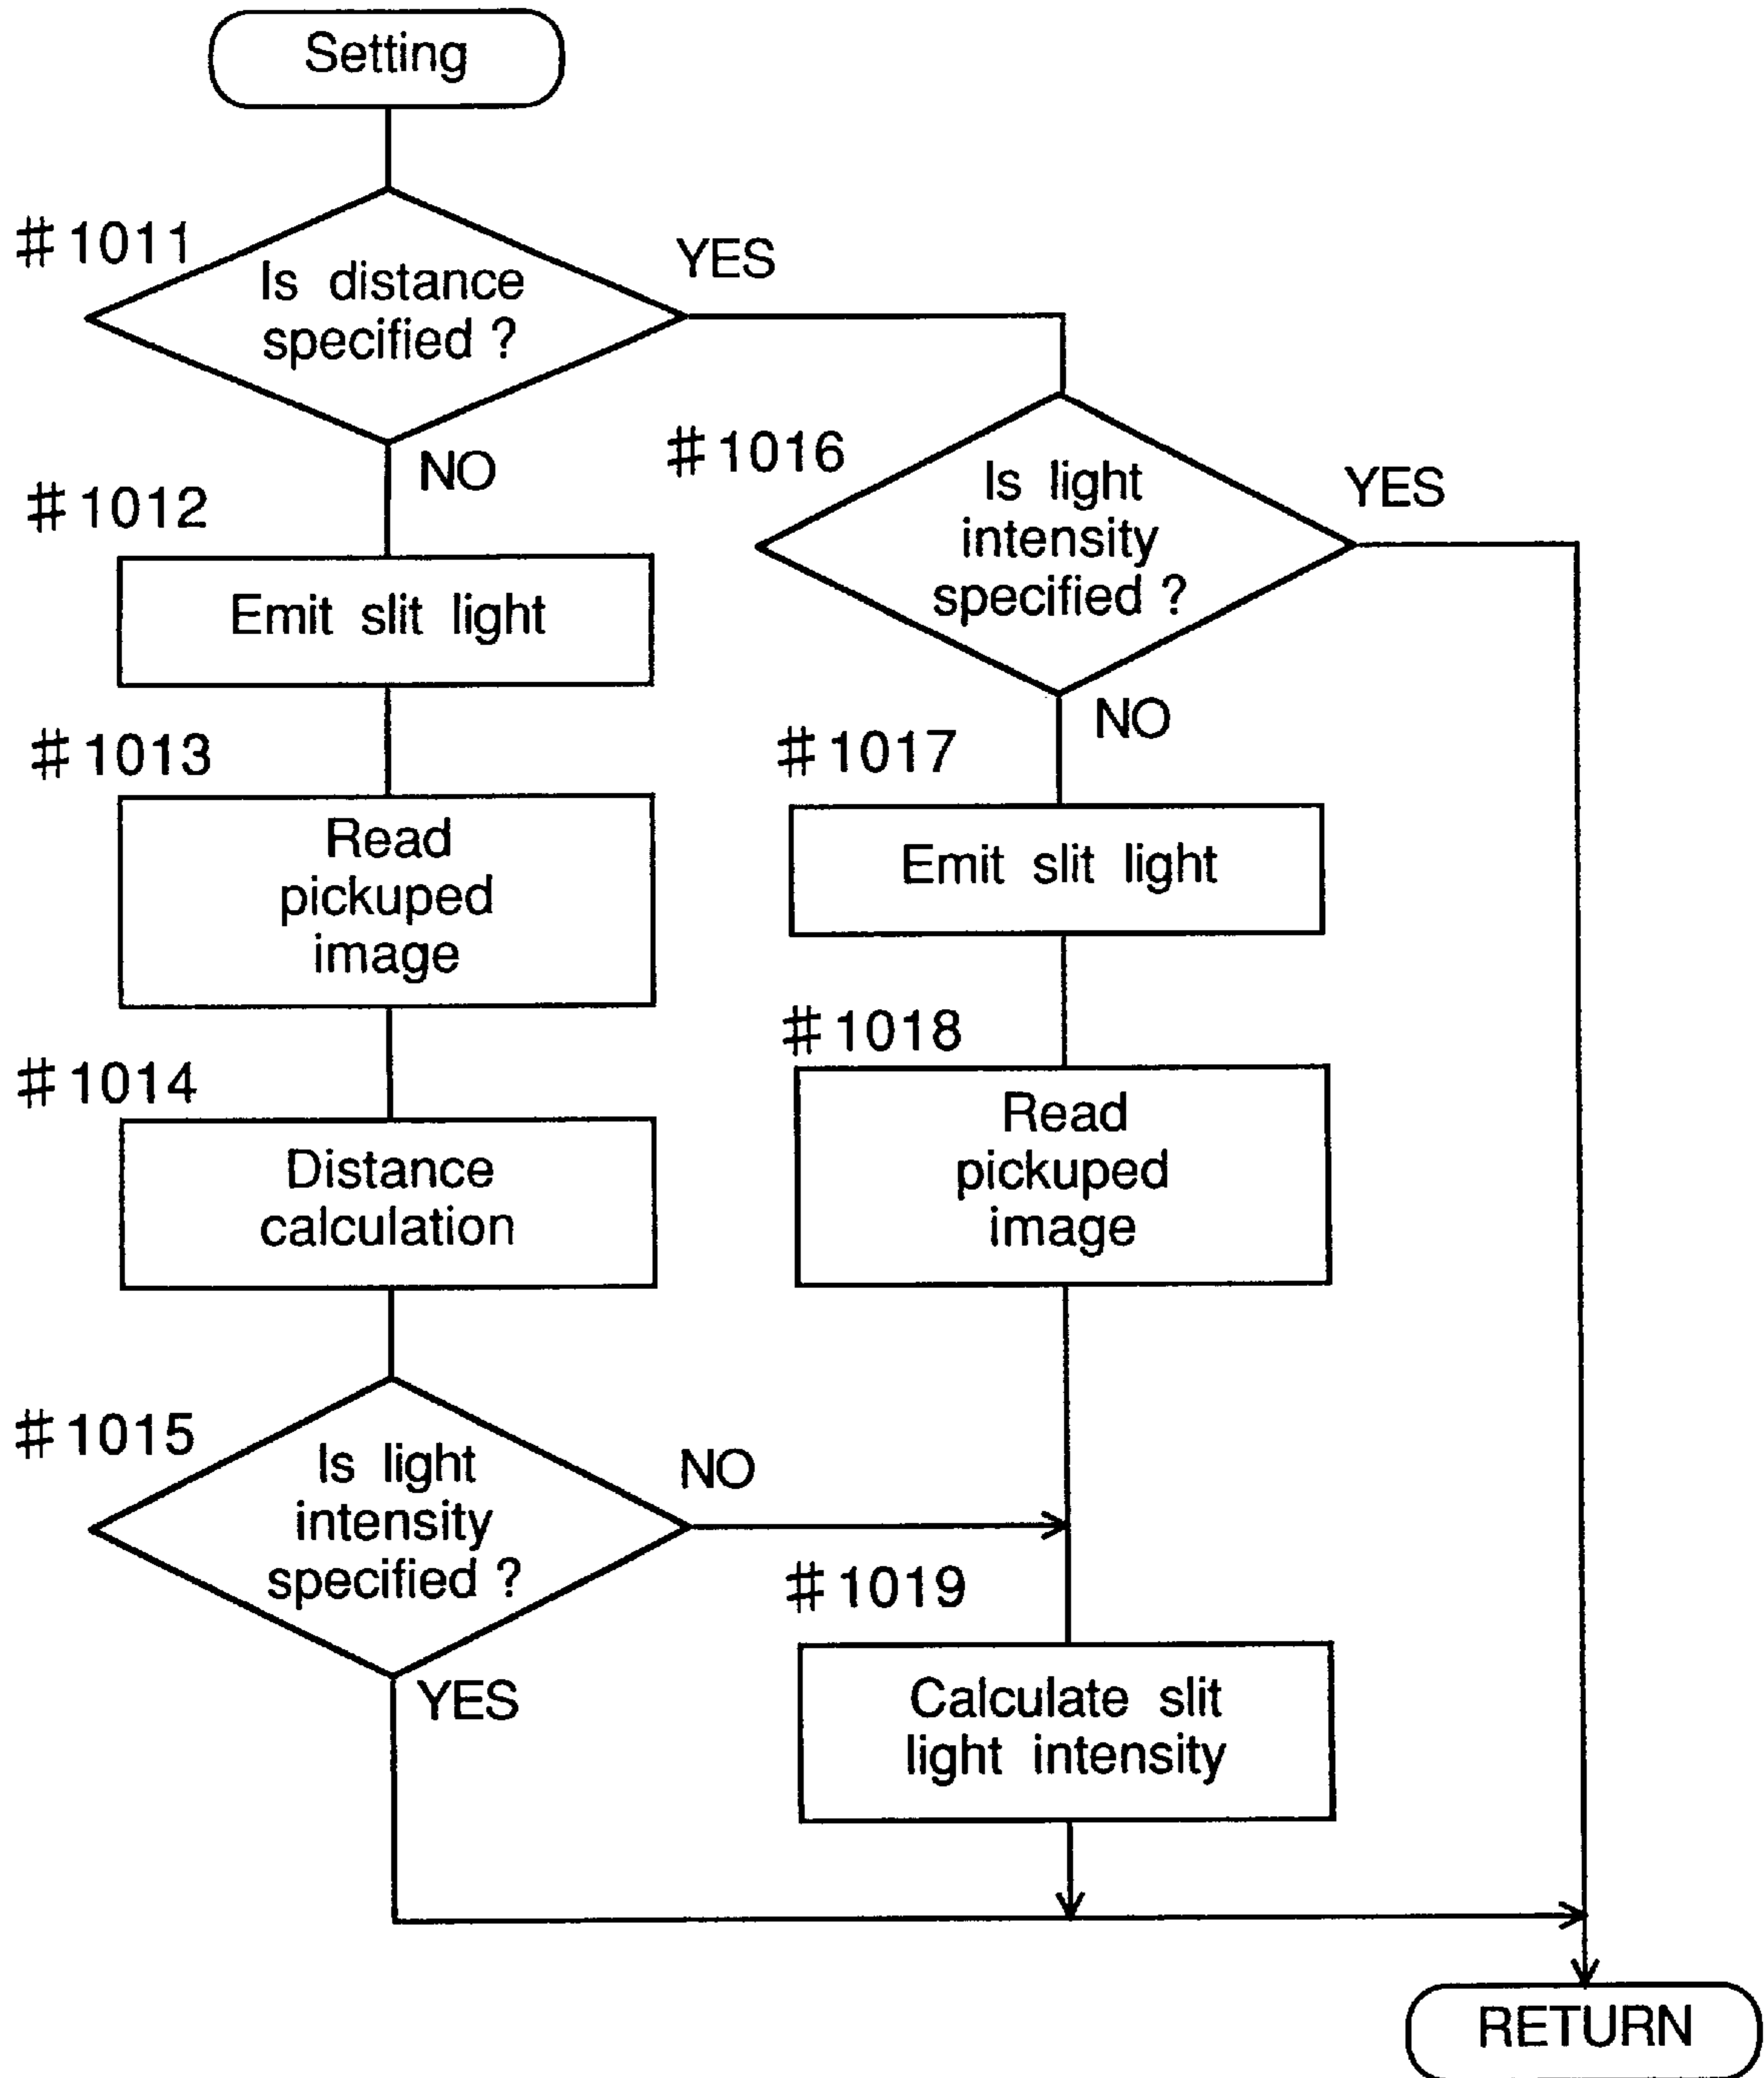 Setting
#1011
Is distance
specified ?
YES
NO
#1012
Emit slit light
#1013
Read
pickuped
image
#1014
Distance
calculation
#1015
Is light
intensity
specified ?
NO
YES
#1016
Is light
intensity
specified ?
YES
NO
#1017
Emit slit light
#1018
Read
pickuped
image
#1019
Calculate slit
light intensity
RETURN